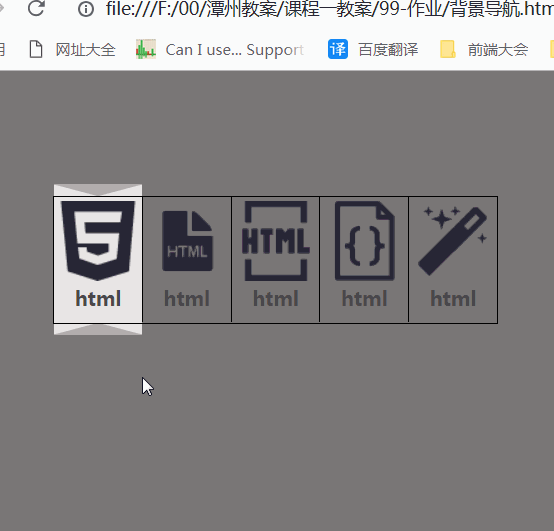 file:///F:/00/潭州教案/课程一教案/99-作业/背景导航.htm
用 网址大全 Can I use... Support 译 百度翻译 前端大会
5 HTML HTML {}
html html html html html